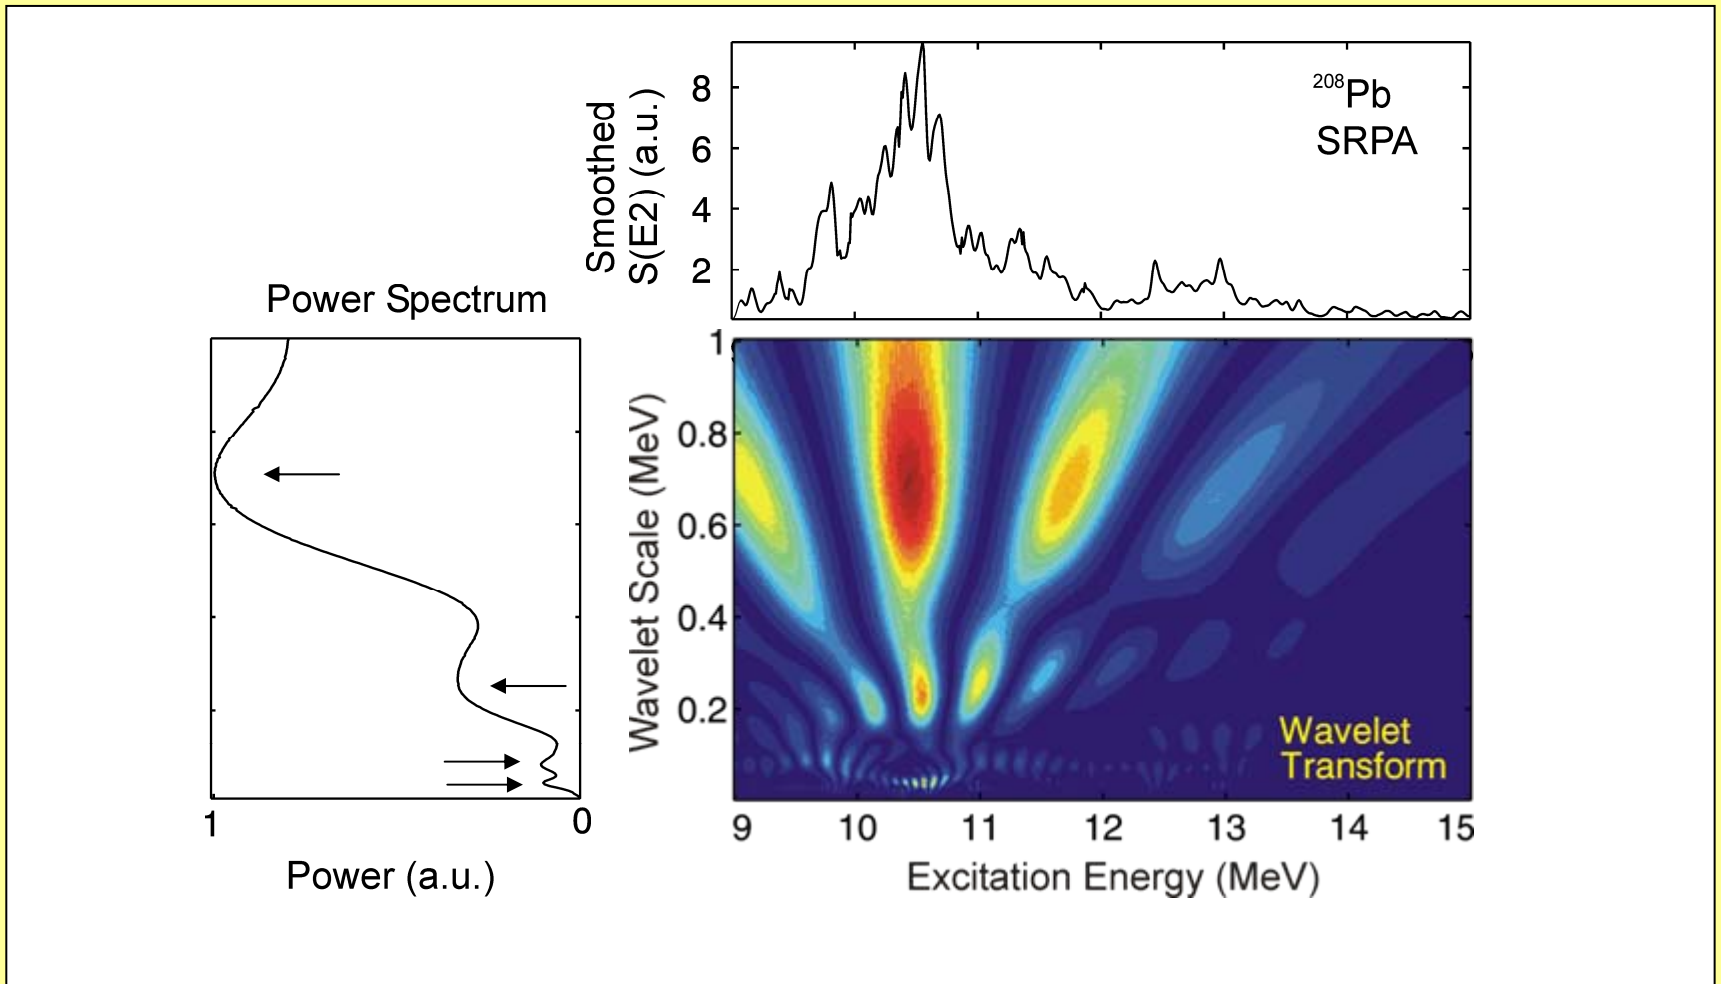 8
6
4
2
Smoothed
S(E2) (a.u.)
208Pb
SRPA
Power Spectrum
1
0
Power (a.u.)
1
0.8
0.6
0.4
0.2
Wavelet Scale (MeV)
Wavelet
Transform
9 10 11 12 13 14 15
Excitation Energy (MeV)